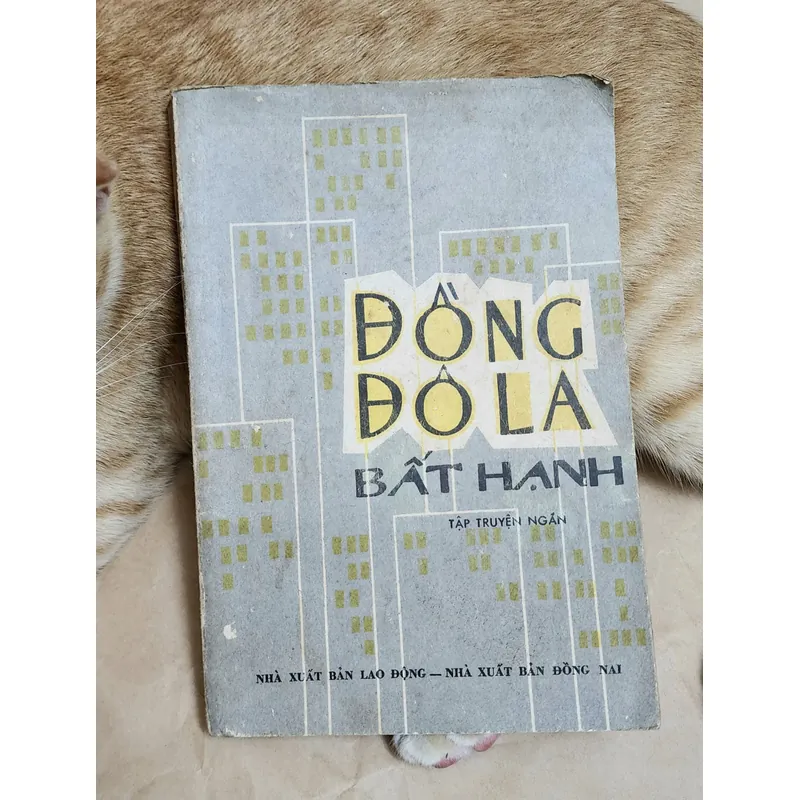 ĐỒNG
ĐÔ LA
BẤT HẠNH
TẬP TRUYỆN NGẮN
NHÀ XUẤT BẢN LAO ĐỘNG — NHÀ XUẤT BẢN ĐỒNG NAI